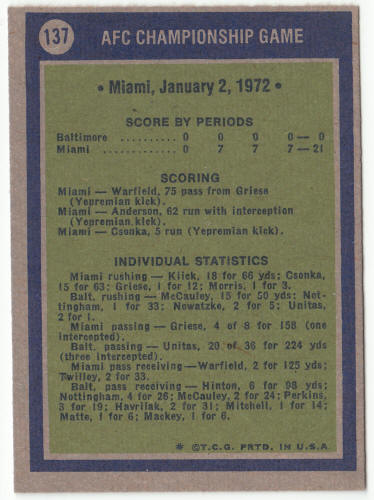 137
AFC CHAMPIONSHIP GAME
• Miami, January 2, 1972 •
SCORE BY PERIODS
Baltimore .......... 0 0 0 0 — 0
Miami .......... 0 7 7 7 — 21
SCORING
Miami — Warfield, 75 pass from Griese
(Yepremian kick).
Miami — Anderson, 62 run with interception
(Yepremian kick).
Miami — Csonka, 5 run (Yepremian kick).
INDIVIDUAL STATISTICS
Miami rushing — Kiick, 18 for 66 yds; Csonka,
15 for 63; Griese, 1 for 12; Morris, 1 for 3.
Balt. rushing — McCauley, 15 for 50 yds; Not-
tingham, 1 for 33; Nowatzke, 2 for 5; Unitas,
2 for 1.
Miami passing — Griese, 4 of 8 for 158 (one
intercepted).
Balt. passing — Unitas, 20 of 36 for 224 yds
(three intercepted).
Miami pass receiving — Warfield, 2 for 125 yds;
Twilley, 2 for 33.
Balt. pass receiving — Hinton, 6 for 98 yds;
Nottingham, 4 for 26; McCauley, 2 for 24; Perkins,
3 for 19; Havrilak, 2 for 31; Mitchell, 1 for 14;
Matte, 1 for 6; Mackey, 1 for 6.
* © T.C.G. PRTD. IN U.S.A.